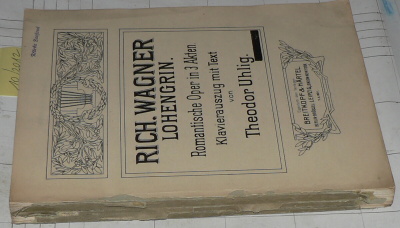 RICH. WAGNER
LOHENGRIN.
Romantische Oper in 3 Akten
Klavierauszug mit Text
von
Theodor Uhlig.
BREITKOPF & HÄRTEL